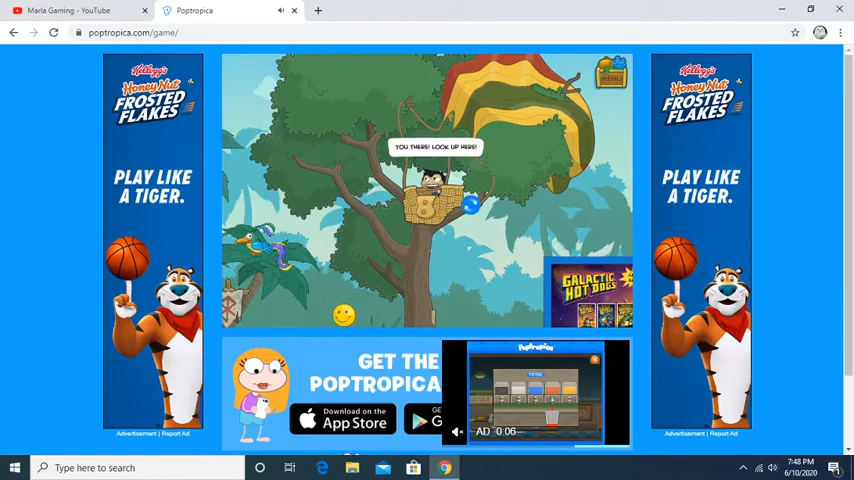 Marla Gaming - YouTube
Poptropica
poptropica.com/game/
Kellogg's
Honey Nut
FROSTED
FLAKES
PLAY LIKE
A TIGER.
Advertisement | Report Ad
MENU
YOU THERE! LOOK UP HERE!
GALACTIC
HOT DOGS
GET THE
POPTROPICA
Download on the
App Store
GET
G
Poptropica
AD 0:06
Kellogg's
Honey Nut
FROSTED
FLAKES
PLAY LIKE
A TIGER.
Advertisement | Report Ad
Type here to search
7:48 PM
6/10/2020